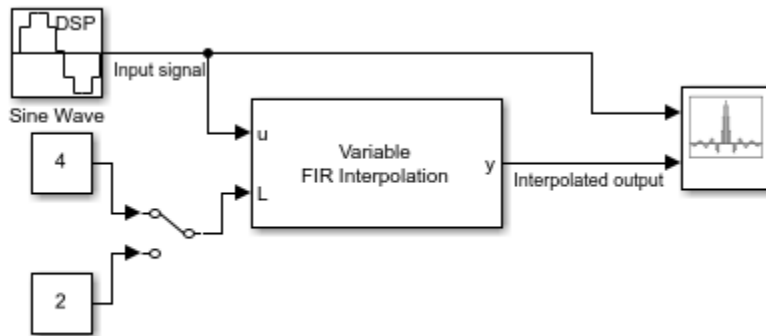 DSP
Input signal
Sine Wave
4
u
Variable
FIR Interpolation
y
L
Interpolated output
2